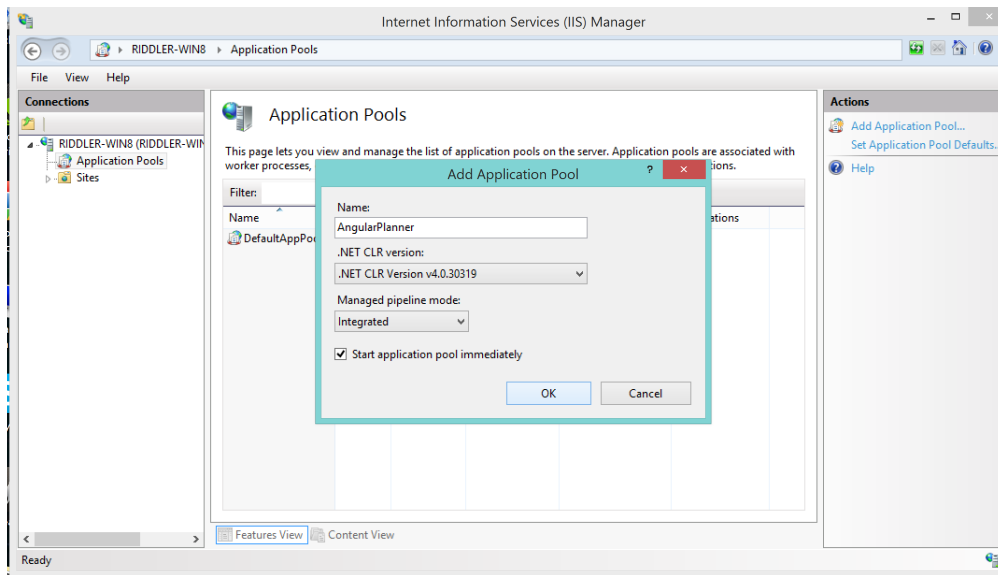 Internet Information Services (IIS) Manager
RIDDLER-WIN8
Application Pools
File View Help
Connections
RIDDLER-WIN8 (RIDDLER-WIN
Application Pools
Sites
Application Pools
This page lets you view and manage the list of application pools on the server. Application pools are associated with
worker processes,
ions.
Filter:
Name
ations
DefaultAppPoo
Add Application Pool
?
Name:
AngularPlanner
.NET CLR version:
.NET CLR Version v4.0.30319
Managed pipeline mode:
Integrated
Start application pool immediately
OK Cancel
Features View Content View
Actions
Add Application Pool...
Set Application Pool Defaults.
Help
Ready